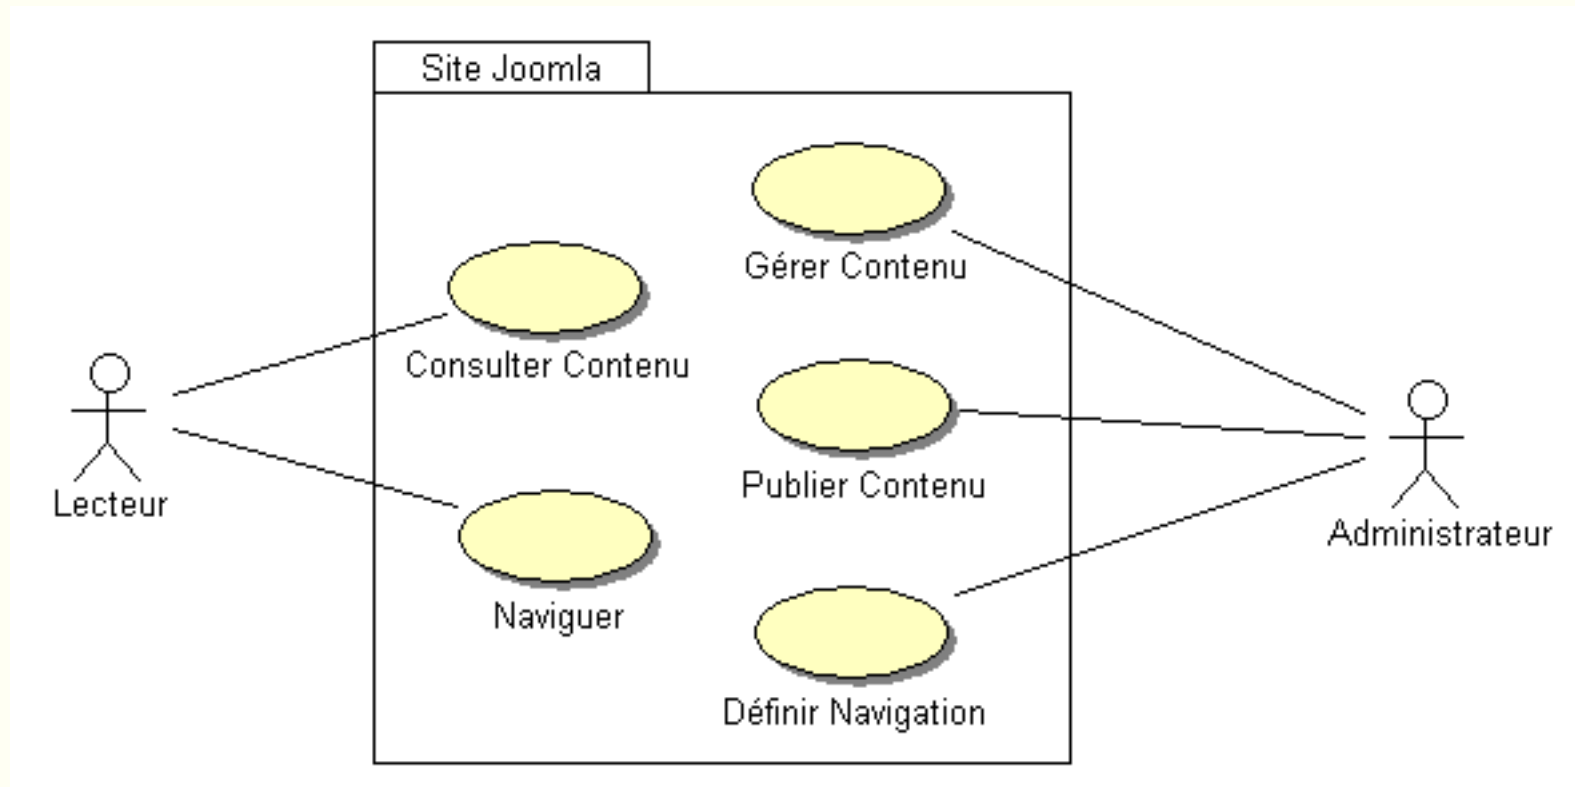 Site Joomla
Gérer Contenu
Consulter Contenu
Publier Contenu
Lecteur
Administrateur
Naviguer
Définir Navigation